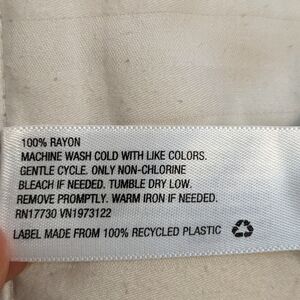 100% RAYON
MACHINE WASH COLD WITH LIKE COLORS.
GENTLE CYCLE. ONLY NON-CHLORINE
BLEACH IF NEEDED. TUMBLE DRY LOW.
REMOVE PROMPTLY. WARM IRON IF NEEDED.
RN17730 VN1973122
LABEL MADE FROM 100% RECYCLED PLASTIC